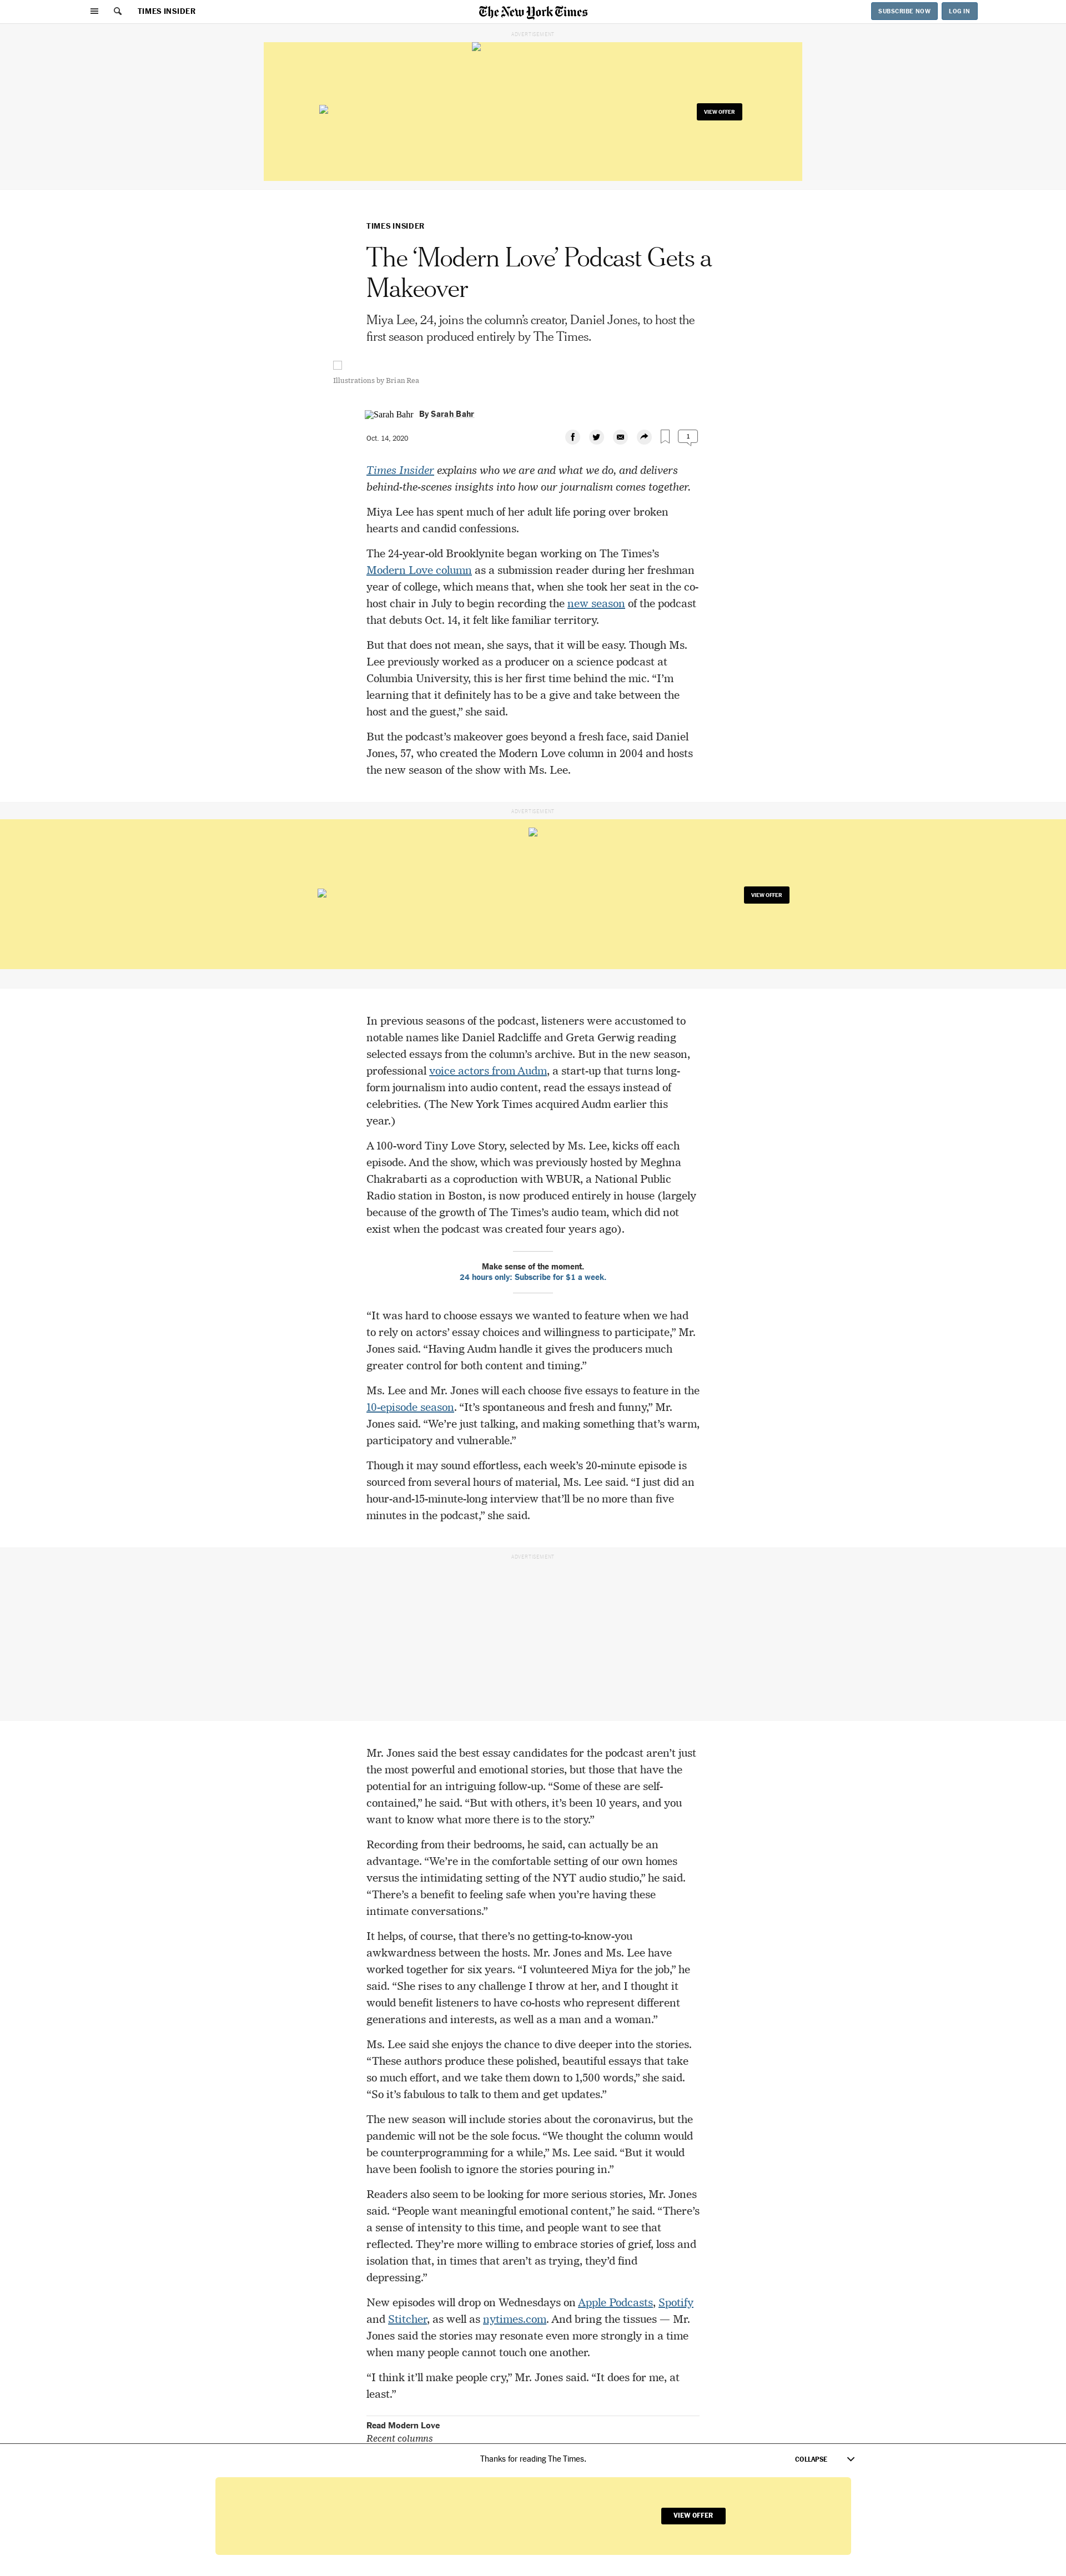 TIMES INSIDER
The New York Times
SUBSCRIBE NOW
LOG IN
ADVERTISEMENT
VIEW OFFER
TIMES INSIDER
The ‘Modern Love’ Podcast Gets a
Makeover
Miya Lee, 24, joins the column’s creator, Daniel Jones, to host the
first season produced entirely by The Times.
Illustrations by Brian Rea
Sarah Bahr
By Sarah Bahr
Oct. 14, 2020
1
Times Insider explains who we are and what we do, and delivers
behind-the-scenes insights into how our journalism comes together.
Miya Lee has spent much of her adult life poring over broken
hearts and candid confessions.
The 24-year-old Brooklynite began working on The Times’s
Modern Love column as a submission reader during her freshman
year of college, which means that, when she took her seat in the co-
host chair in July to begin recording the new season of the podcast
that debuts Oct. 14, it felt like familiar territory.
But that does not mean, she says, that it will be easy. Though Ms.
Lee previously worked as a producer on a science podcast at
Columbia University, this is her first time behind the mic. “I’m
learning that it definitely has to be a give and take between the
host and the guest,” she said.
But the podcast’s makeover goes beyond a fresh face, said Daniel
Jones, 57, who created the Modern Love column in 2004 and hosts
the new season of the show with Ms. Lee.
ADVERTISEMENT
VIEW OFFER
In previous seasons of the podcast, listeners were accustomed to
notable names like Daniel Radcliffe and Greta Gerwig reading
selected essays from the column’s archive. But in the new season,
professional voice actors from Audm, a start-up that turns long-
form journalism into audio content, read the essays instead of
celebrities. (The New York Times acquired Audm earlier this
year.)
A 100-word Tiny Love Story, selected by Ms. Lee, kicks off each
episode. And the show, which was previously hosted by Meghna
Chakrabarti as a coproduction with WBUR, a National Public
Radio station in Boston, is now produced entirely in house (largely
because of the growth of The Times’s audio team, which did not
exist when the podcast was created four years ago).
Make sense of the moment.
24 hours only: Subscribe for $1 a week.
“It was hard to choose essays we wanted to feature when we had
to rely on actors’ essay choices and willingness to participate,” Mr.
Jones said. “Having Audm handle it gives the producers much
greater control for both content and timing.”
Ms. Lee and Mr. Jones will each choose five essays to feature in the
10-episode season. “It’s spontaneous and fresh and funny,” Mr.
Jones said. “We’re just talking, and making something that’s warm,
participatory and vulnerable.”
Though it may sound effortless, each week’s 20-minute episode is
sourced from several hours of material, Ms. Lee said. “I just did an
hour-and-15-minute-long interview that’ll be no more than five
minutes in the podcast,” she said.
ADVERTISEMENT
Mr. Jones said the best essay candidates for the podcast aren’t just
the most powerful and emotional stories, but those that have the
potential for an intriguing follow-up. “Some of these are self-
contained,” he said. “But with others, it’s been 10 years, and you
want to know what more there is to the story.”
Recording from their bedrooms, he said, can actually be an
advantage. “We’re in the comfortable setting of our own homes
versus the intimidating setting of the NYT audio studio,” he said.
“There’s a benefit to feeling safe when you’re having these
intimate conversations.”
It helps, of course, that there’s no getting-to-know-you
awkwardness between the hosts. Mr. Jones and Ms. Lee have
worked together for six years. “I volunteered Miya for the job,” he
said. “She rises to any challenge I throw at her, and I thought it
would benefit listeners to have co-hosts who represent different
generations and interests, as well as a man and a woman.”
Ms. Lee said she enjoys the chance to dive deeper into the stories.
“These authors produce these polished, beautiful essays that take
so much effort, and we take them down to 1,500 words,” she said.
“So it’s fabulous to talk to them and get updates.”
The new season will include stories about the coronavirus, but the
pandemic will not be the sole focus. “We thought the column would
be counterprogramming for a while,” Ms. Lee said. “But it would
have been foolish to ignore the stories pouring in.”
Readers also seem to be looking for more serious stories, Mr. Jones
said. “People want meaningful emotional content,” he said. “There’s
a sense of intensity to this time, and people want to see that
reflected. They’re more willing to embrace stories of grief, loss and
isolation that, in times that aren’t as trying, they’d find
depressing.”
New episodes will drop on Wednesdays on Apple Podcasts, Spotify
and Stitcher, as well as nytimes.com. And bring the tissues — Mr.
Jones said the stories may resonate even more strongly in a time
when many people cannot touch one another.
“I think it’ll make people cry,” Mr. Jones said. “It does for me, at
least.”
Read Modern Love
Recent columns
Thanks for reading The Times.
COLLAPSE
VIEW OFFER